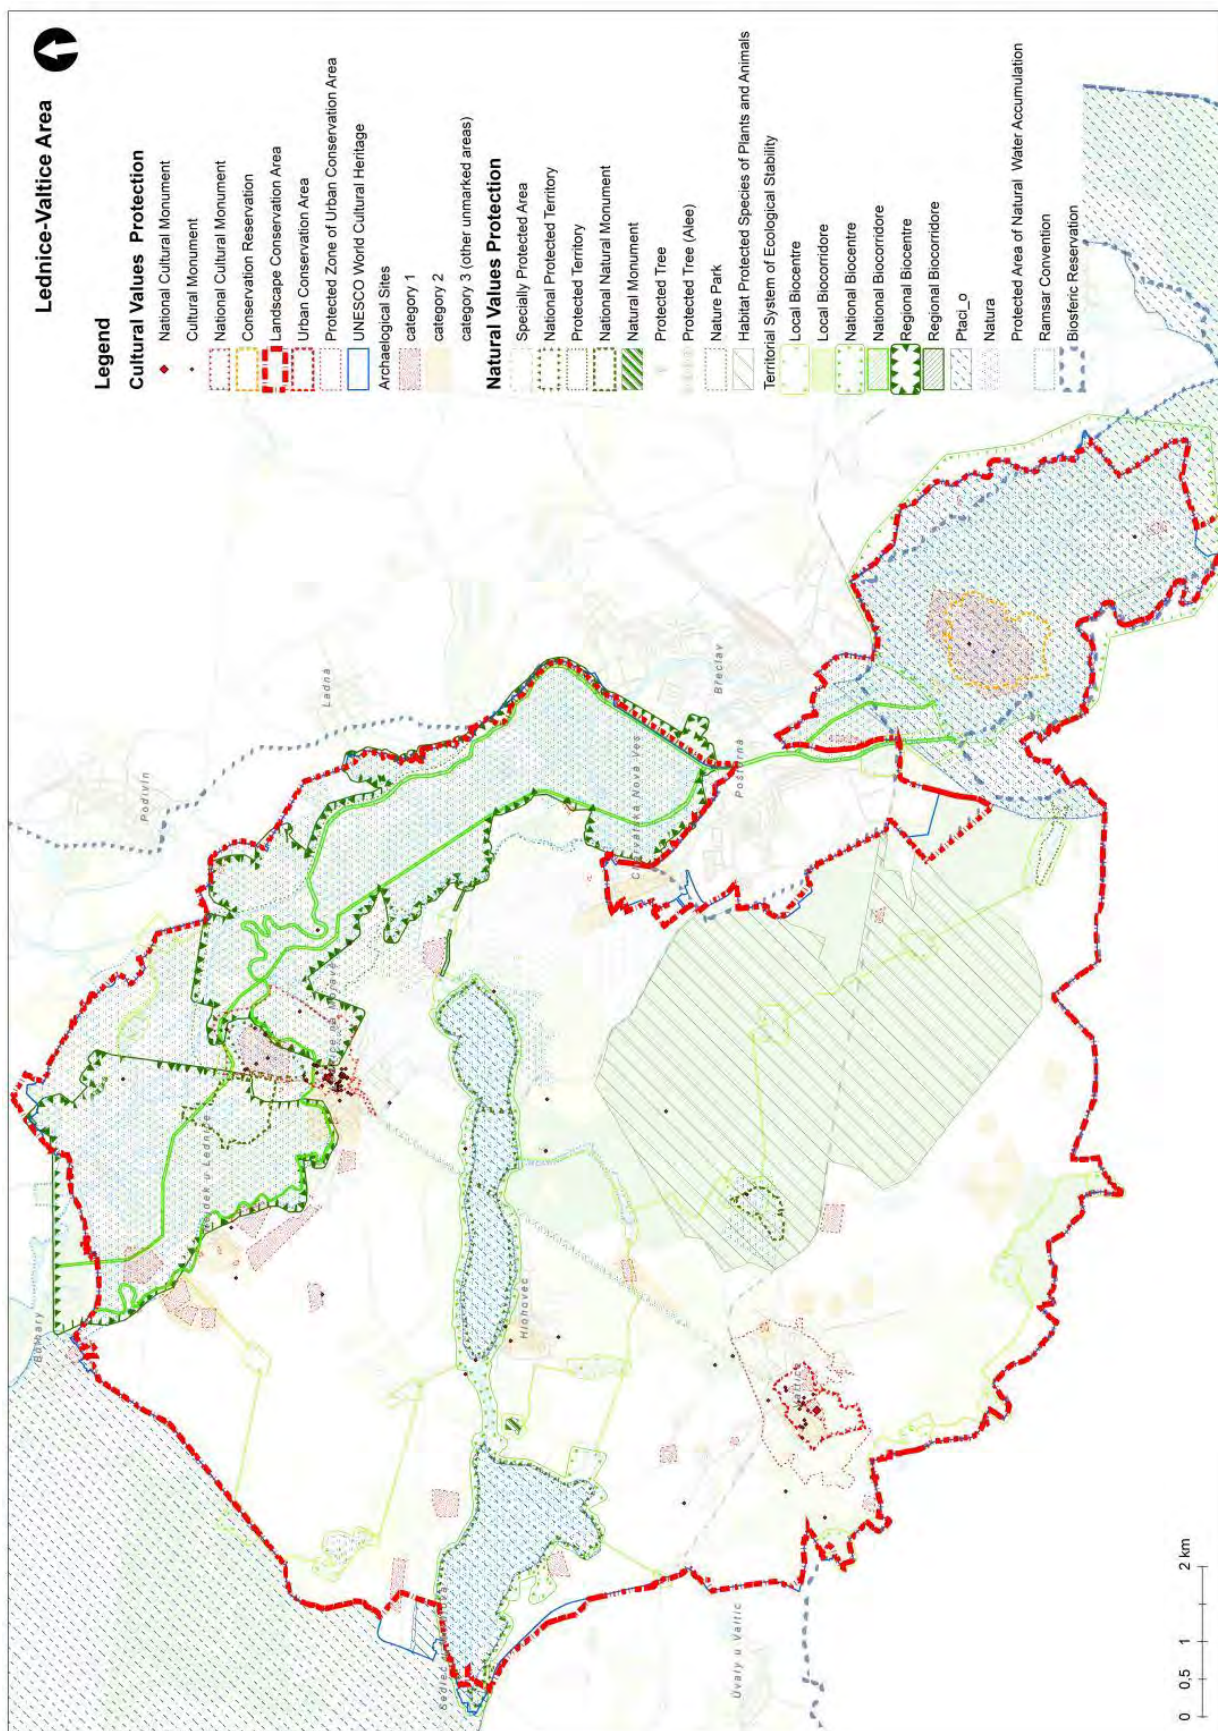 Lednice-Valtice Area
Legend
Cultural Values Protection
National Cultural Monument
Cultural Monument
National Cultural Monument
Conservation Reservation
Landscape Conservation Area
Urban Conservation Area
Protected Zone of Urban Conservation Area
UNESCO World Cultural Heritage
Archaelogical Sites
category 1
category 2
category 3 (other unmarked areas)
Natural Values Protection
Specially Protected Area
National Protected Territory
Protected Territory
National Natural Monument
Natural Monument
Protected Tree
Protected Tree (Alee)
Nature Park
Habitat Protected Species of Plants and Animals
Territorial System of Ecological Stability
Local Biocentre
Local Biocorridore
National Biocentre
National Biocorridore
Regional Biocentre
Regional Biocorridore
Ptaci_o
Natura
Protected Area of Natural Water Accumulation
Ramsar Convention
Biosferic Reservation
Podivín
Ladná
Břeclav
Poštorná
Nova Ves
Hlohovec
Úvaly u Valtic
0 0,5 1 2 km